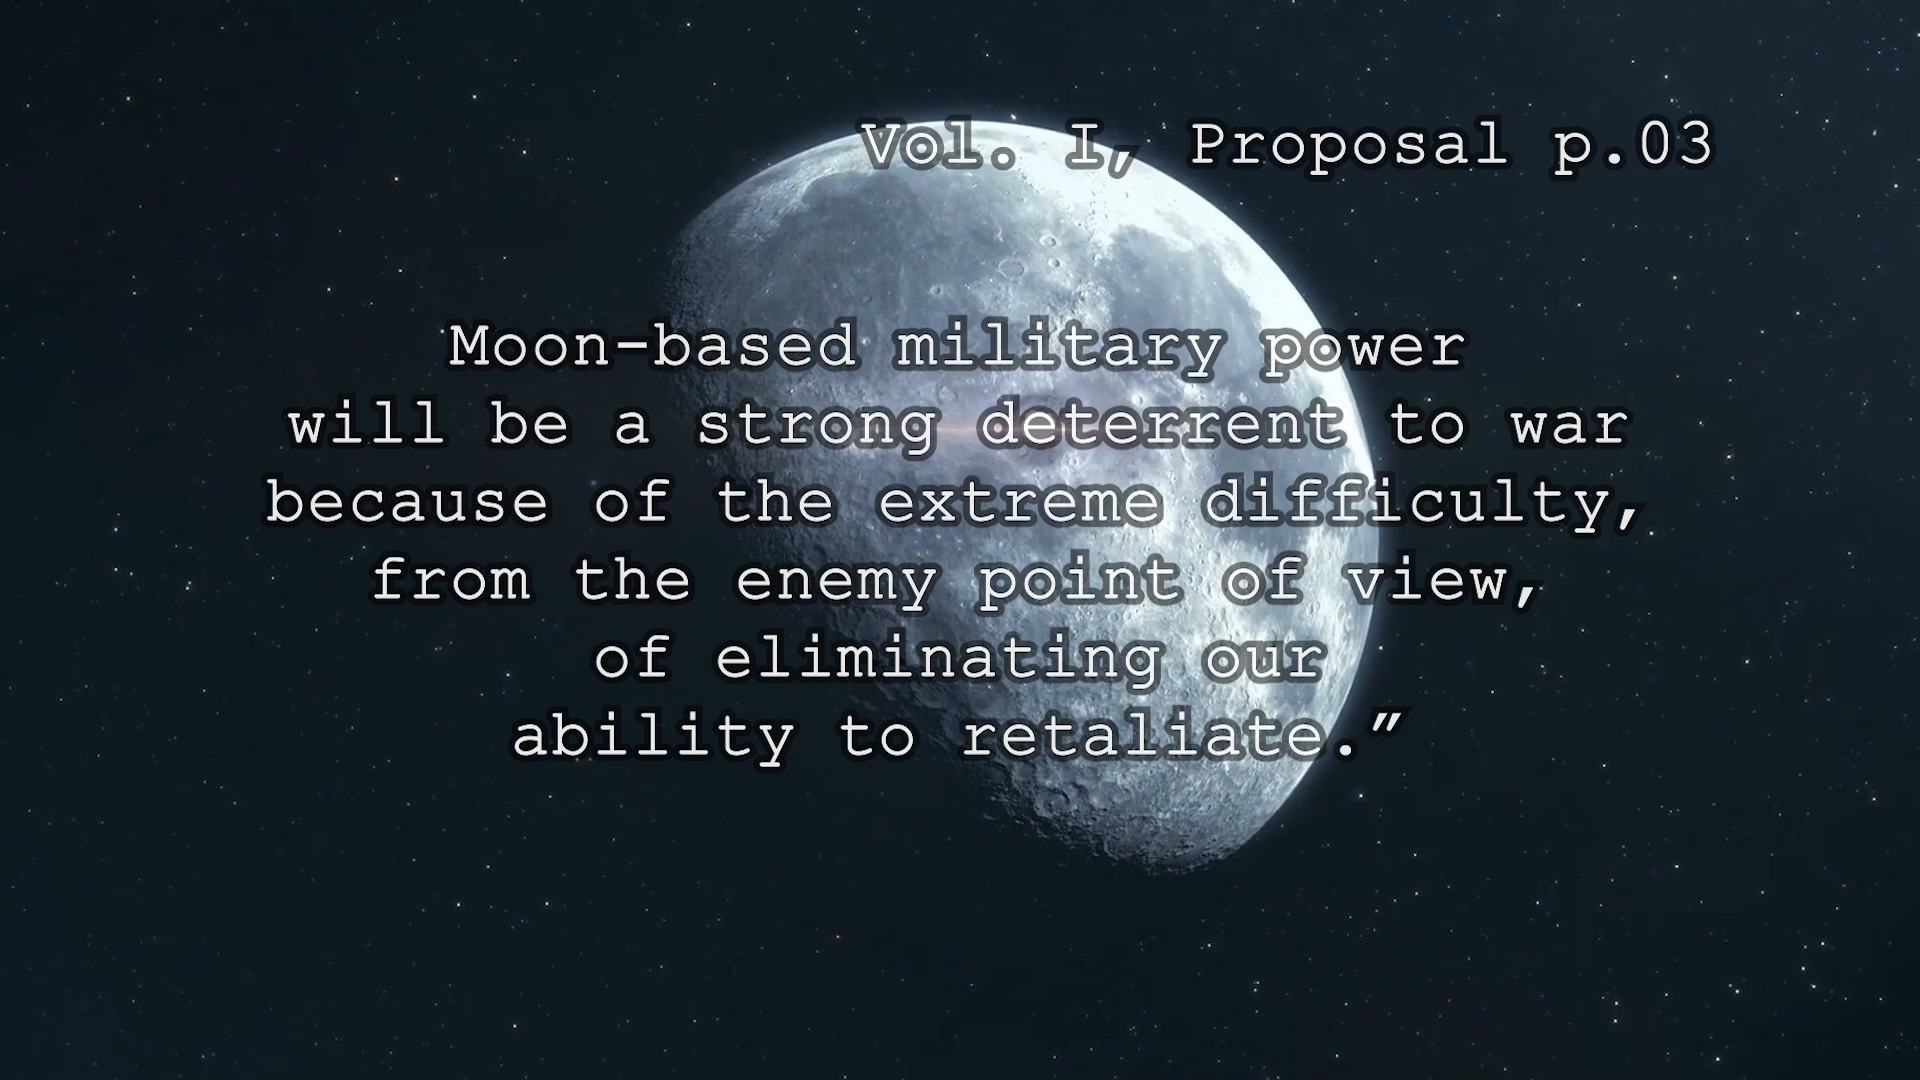 Vol. I, Proposal p.03
Moon-based military power
will be a strong deterrent to war
because of the extreme difficulty,
from the enemy point of view,
of eliminating our
ability to retaliate.”